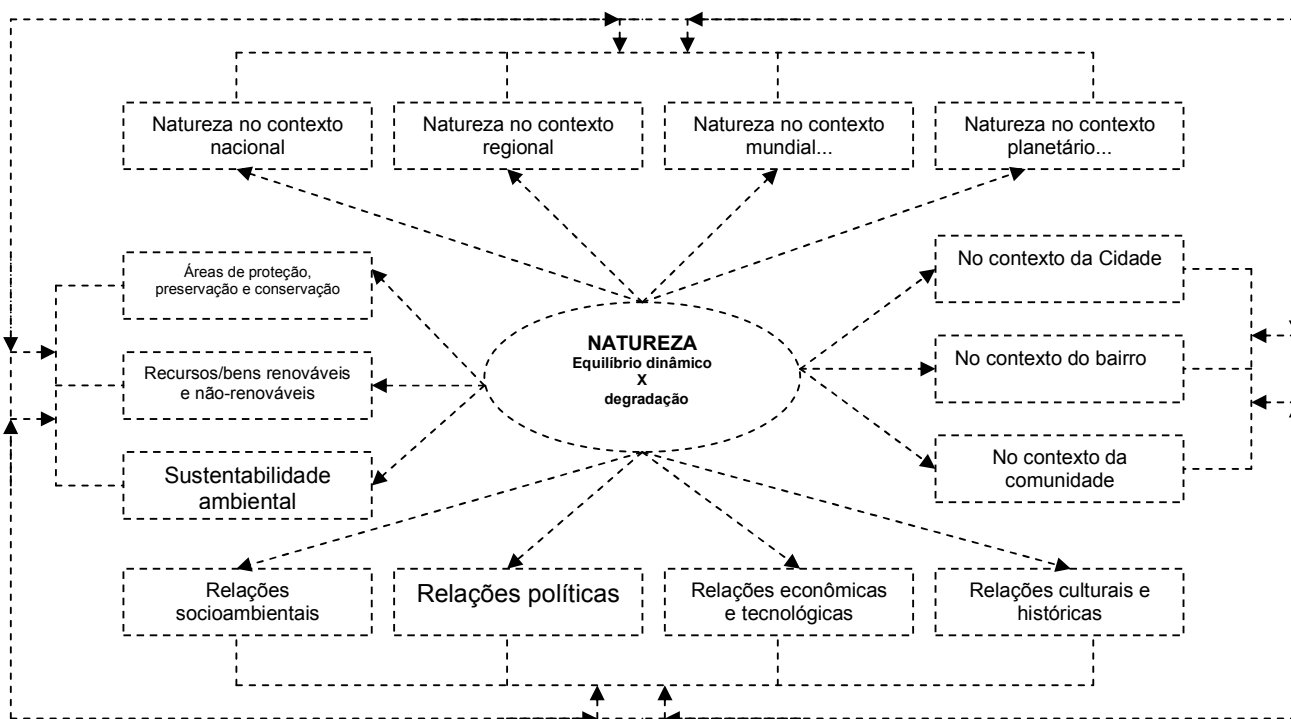 Natureza no contexto
nacional
Natureza no contexto
regional
Natureza no contexto
mundial...
Natureza no contexto
planetário...
Áreas de proteção,
preservação e conservação
Recursos/bens renováveis
e não-renováveis
Sustentabilidade
ambiental
NATUREZA
Equilíbrio dinâmico
X
degradação
No contexto da Cidade
No contexto do bairro
No contexto da
comunidade
Relações
socioambientais
Relações políticas
Relações econômicas
e tecnológicas
Relações culturais e
históricas